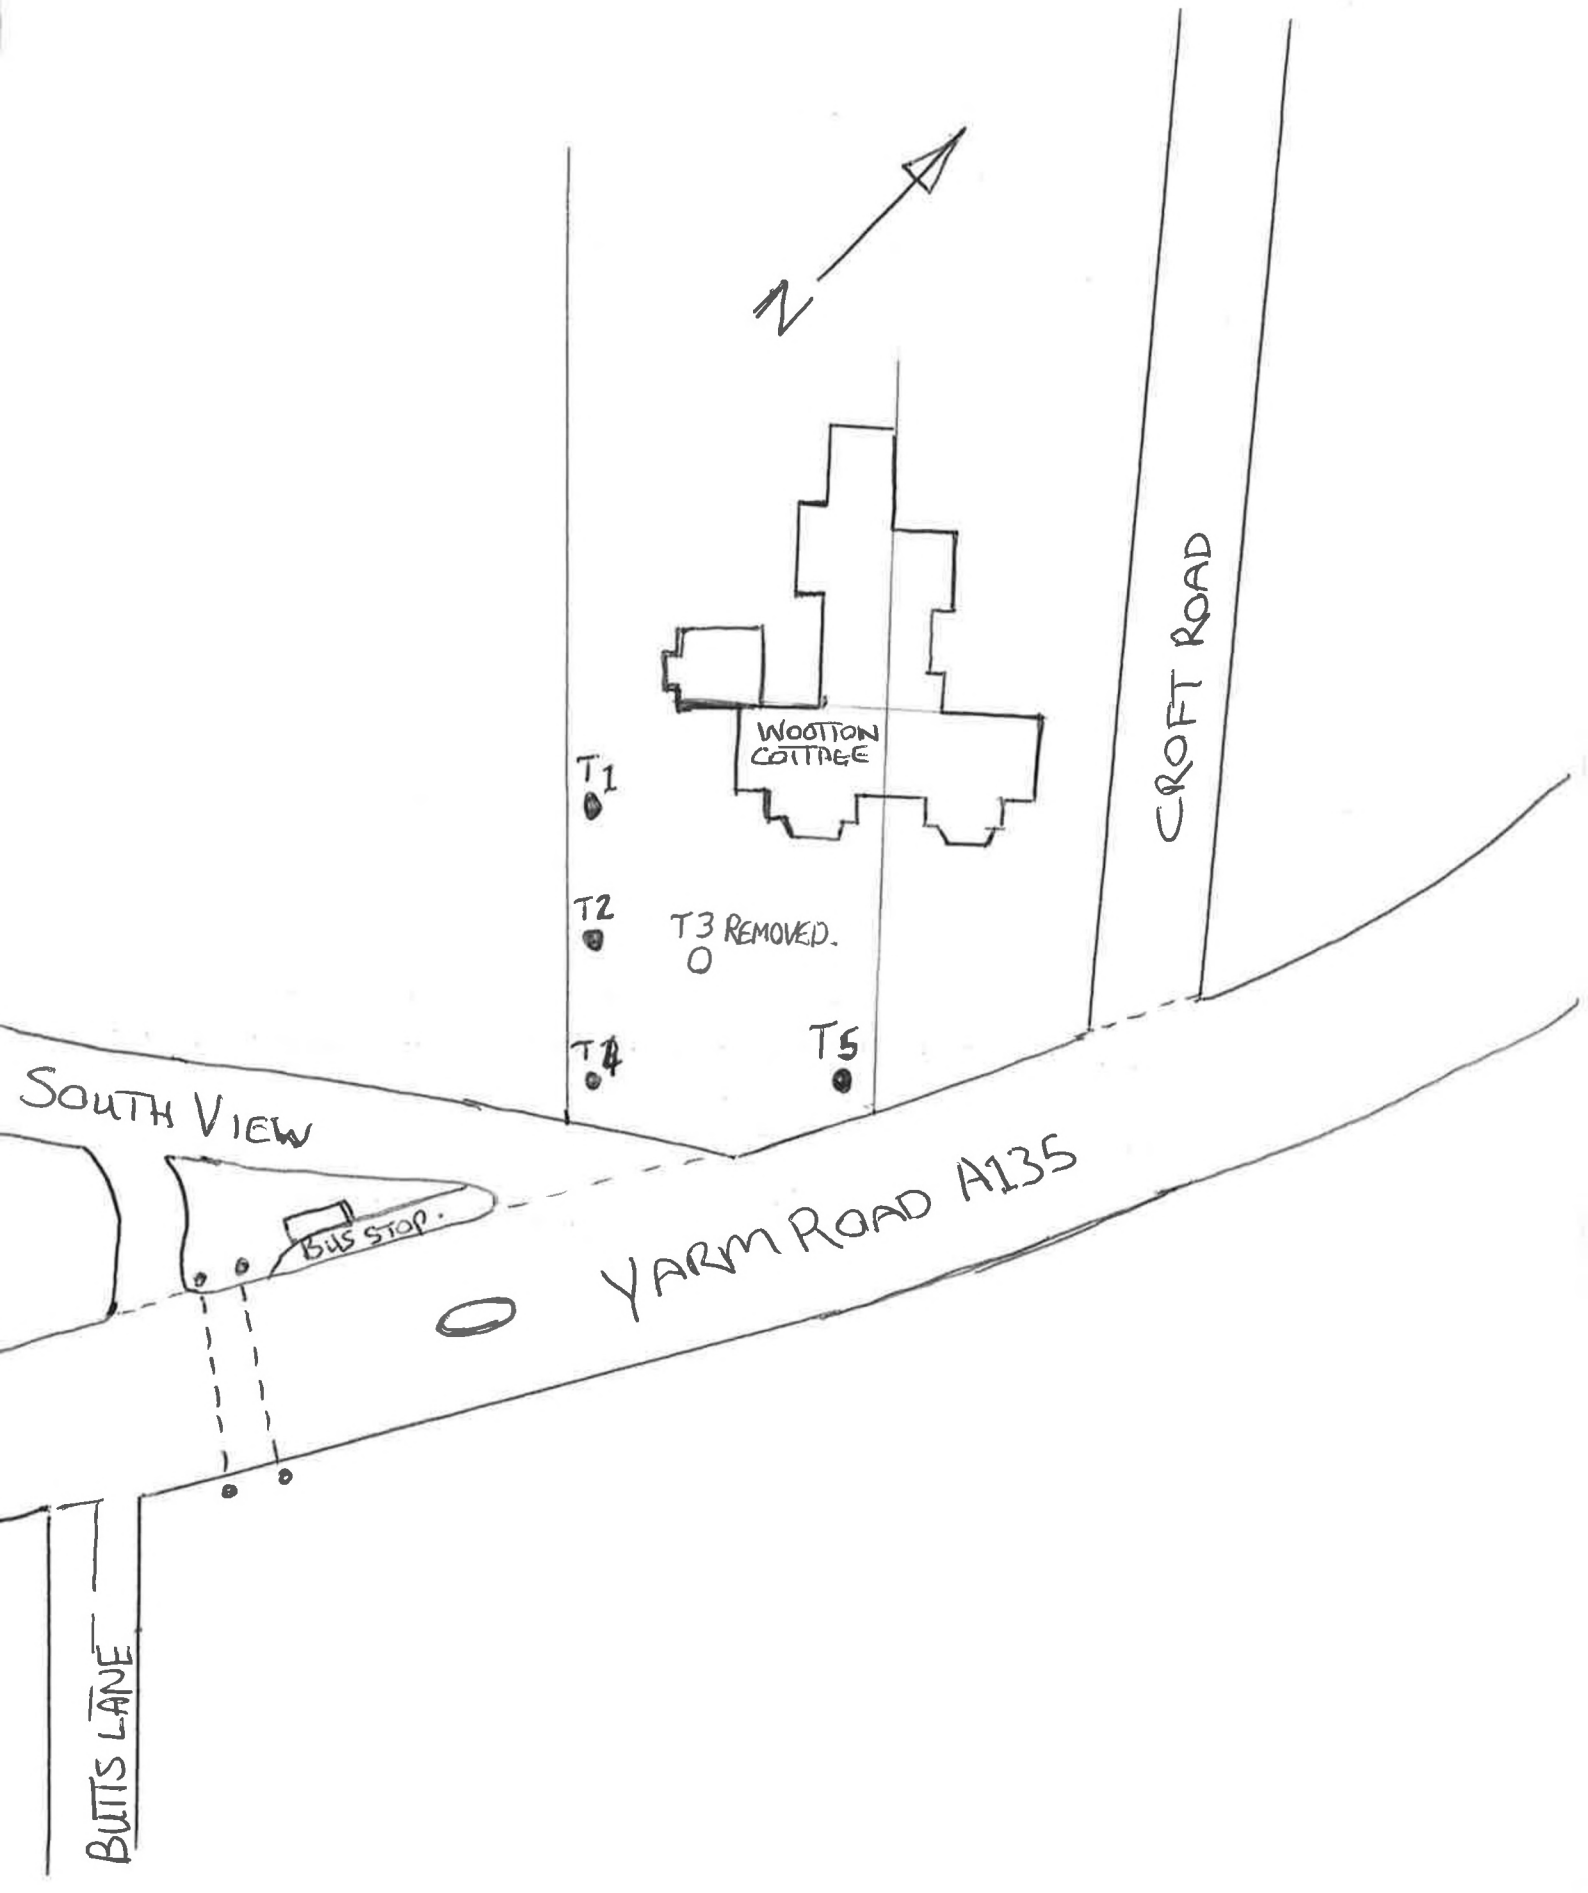 N
CROFT ROAD
WOOTTON
COTTAGE
T1
T2
T3 REMOVED.
T4
T5
SOUTH VIEW
BUS STOP.
YARM ROAD A135
BUTTS LANE